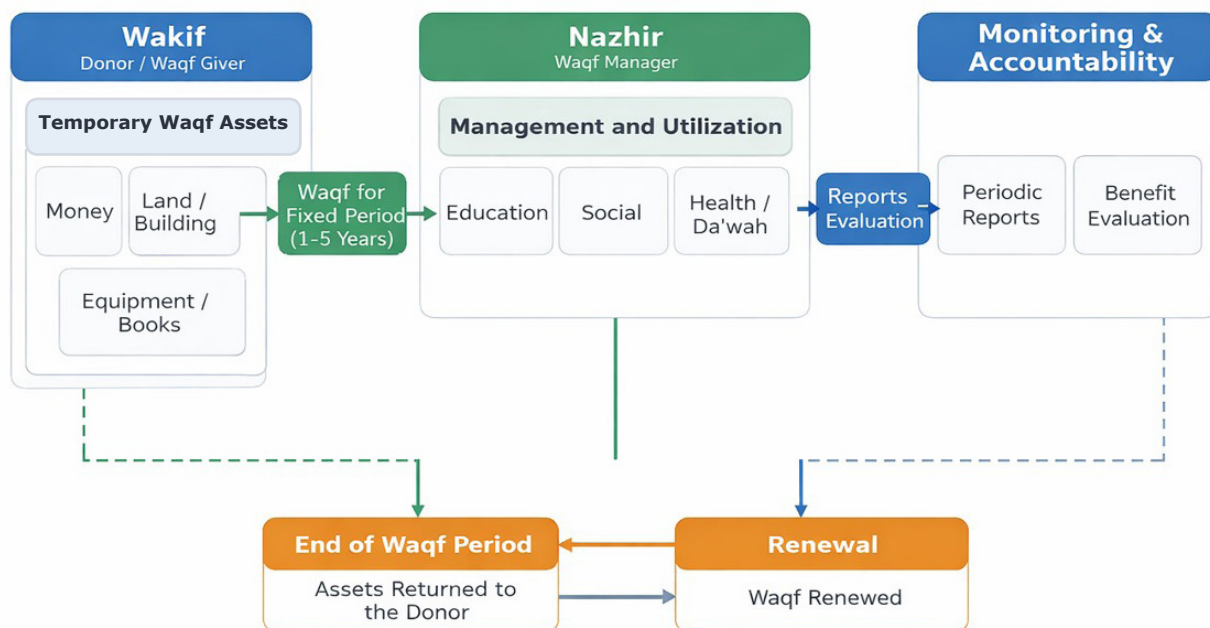 Wakif
Donor / Waqf Giver
Temporary Waqf Assets
Money
Land /
Building
Equipment /
Books
Waqf for
Fixed Period
(1-5 Years)
Nazhir
Waqf Manager
Management and Utilization
Education
Social
Health /
Da'wah
Reports
Evaluation
Monitoring &
Accountability
Periodic
Reports
Benefit
Evaluation
End of Waqf Period
Assets Returned to
the Donor
Renewal
Waqf Renewed